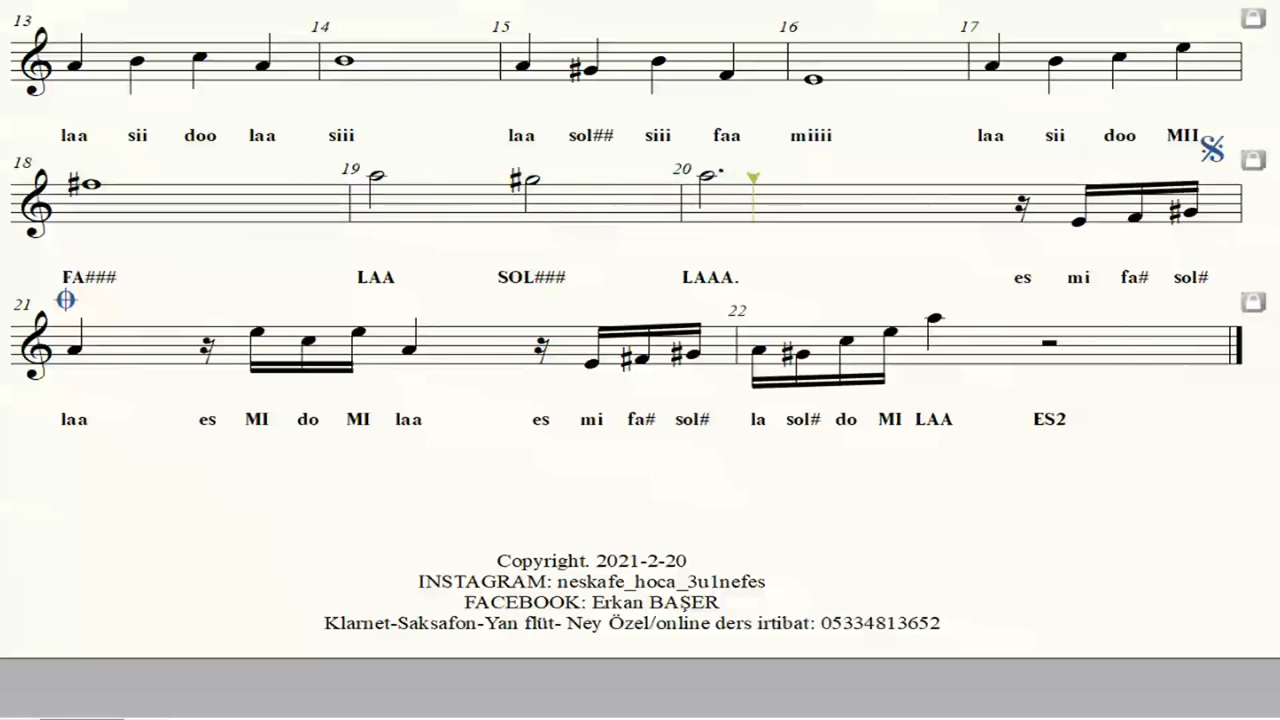 13 14 15 16 17
laa sii doo laa siii laa sol## siii faa miiii laa sii doo MII
18 19 20
FA### LAA SOL### LAAA. es mi fa# sol#
21 22
laa es MI do MI laa es mi fa# sol# la sol# do MI LAA ES2
Copyright. 2021-2-20
INSTAGRAM: neskafe_hoca_3u1nefes
FACEBOOK: Erkan BAŞER
Klarnet-Saksafon-Yan flüt- Ney Özel/online ders irtibat: 05334813652